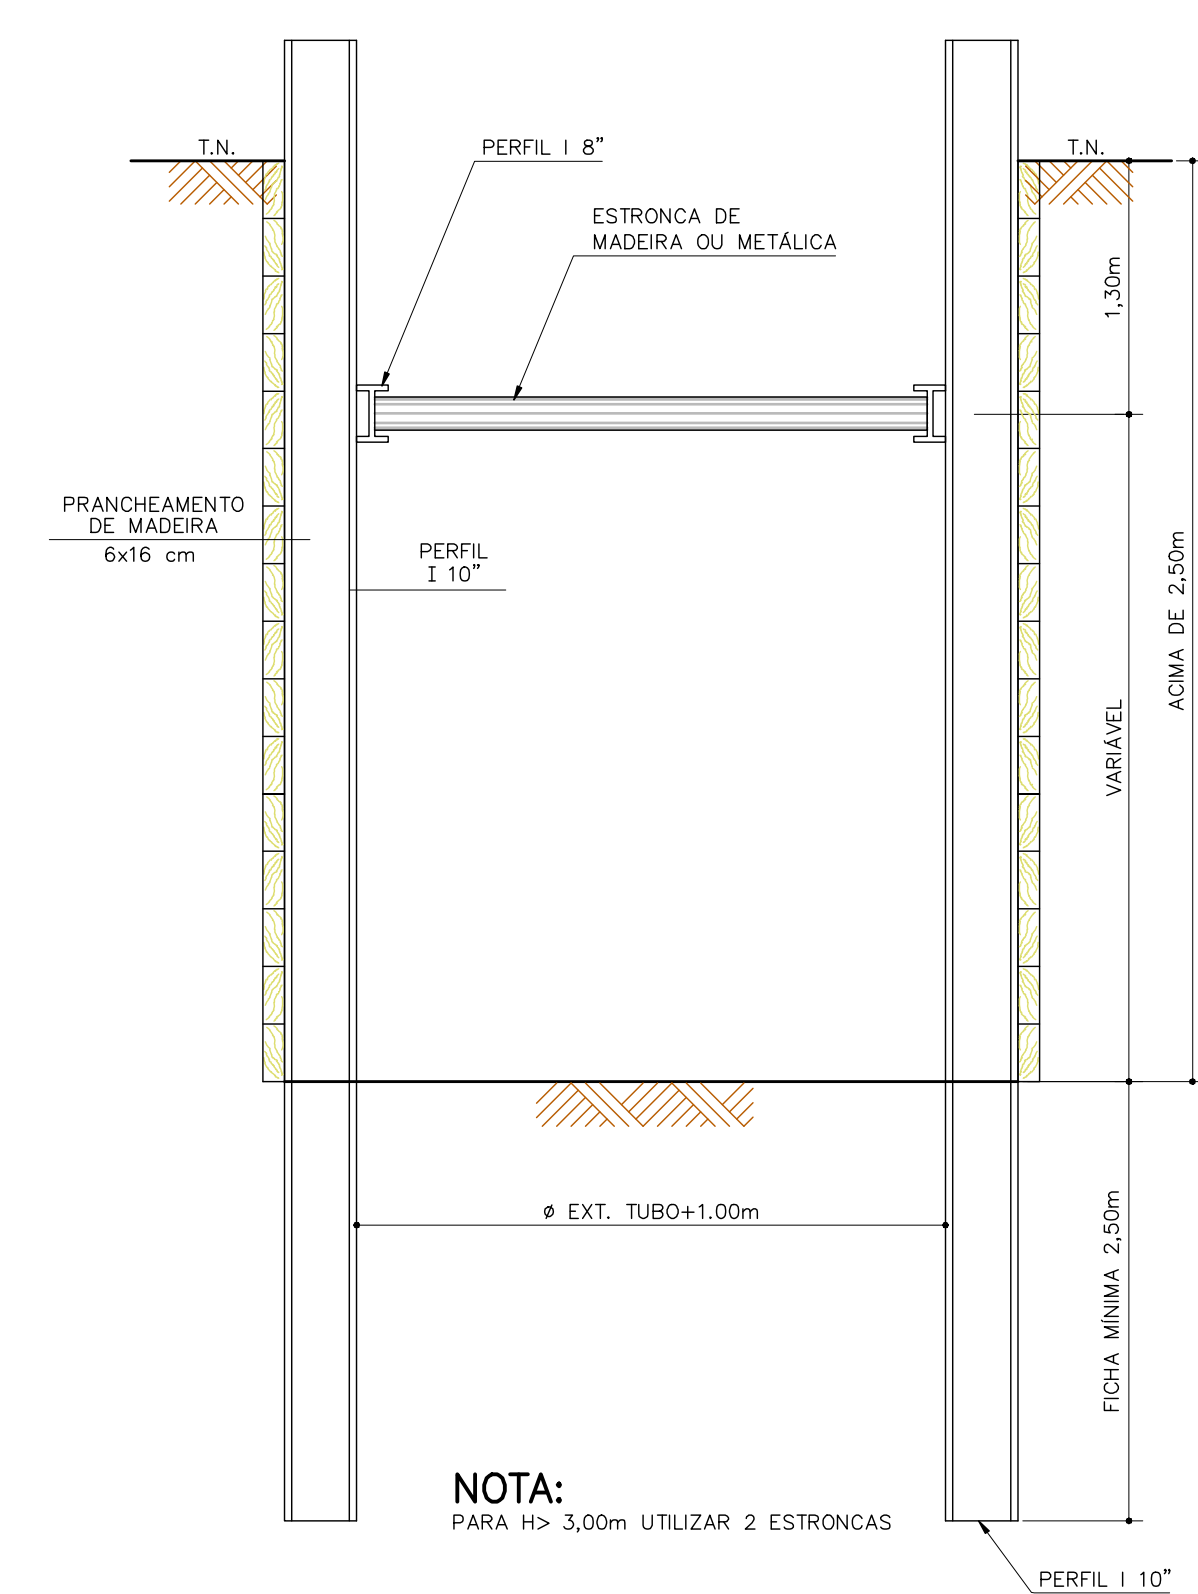 T.N.
PERFIL I 8”
T.N.
ESTRONCA DE
MADEIRA OU METÁLICA
1,30m
PRANCHEAMENTO
DE MADEIRA
6x16 cm
PERFIL
I 10”
ACIMA DE 2,50m
VARIÁVEL
ø EXT. TUBO+1.00m
FICHA MÍNIMA 2,50m
NOTA:
PARA H> 3,00m UTILIZAR 2 ESTRONCAS
PERFIL I 10”